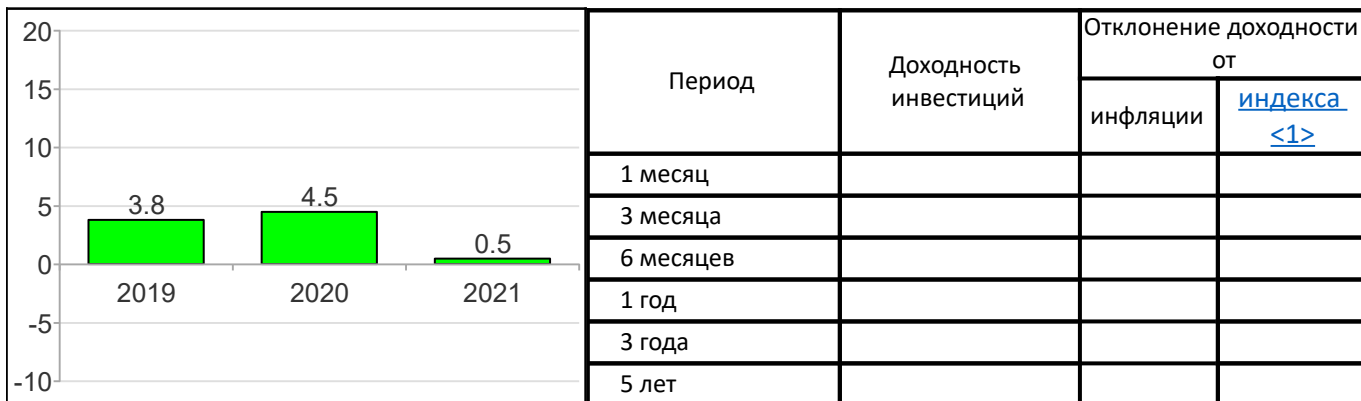 20
15
10
5
0
-5
-10
3.8
4.5
0.5
2019
2020
2021
Период
Доходность
инвестиций
Отклонение доходности
от
инфляции
индекса
<1>
1 месяц
3 месяца
6 месяцев
1 год
3 года
5 лет